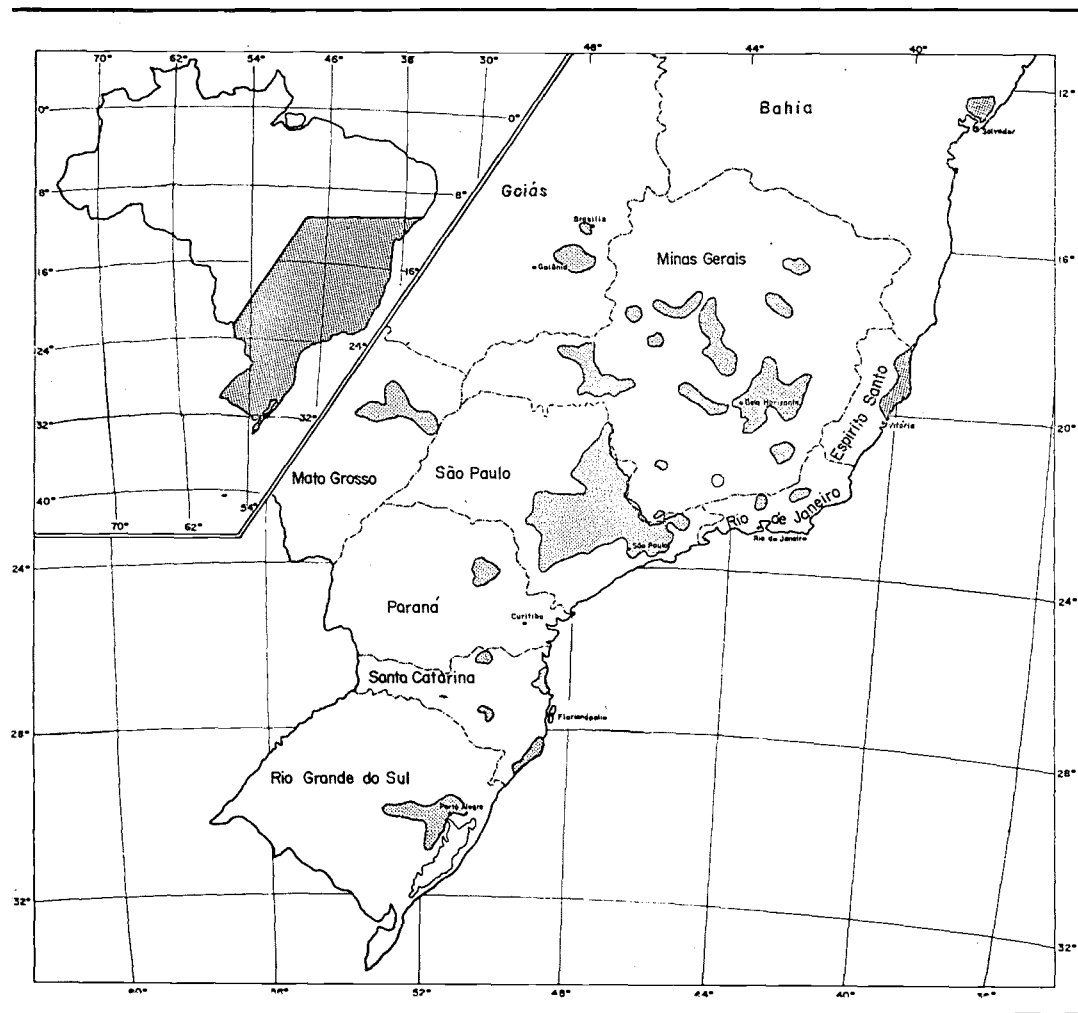 70° 62° 54° 46° 38° 30° 48° 44° 40°
12°
Bahia
Salvador
0° 0°
8° 8°
Goiás
Brasília
Goiânia
Minas Gerais
16° 16° 16°
24° 24°
Belo Horizonte
Espírito Santo
Vitória
20°
32° 32°
Mato Grosso
São Paulo
40°
54°
70° 62°
Rio de Janeiro
São Paulo
Rio de Janeiro
24° 24°
Paraná
Curitiba
Santa Catarina
Florianópolis
28° 28°
Rio Grande do Sul
Porto Alegre
32° 32°
52° 48° 44° 40°